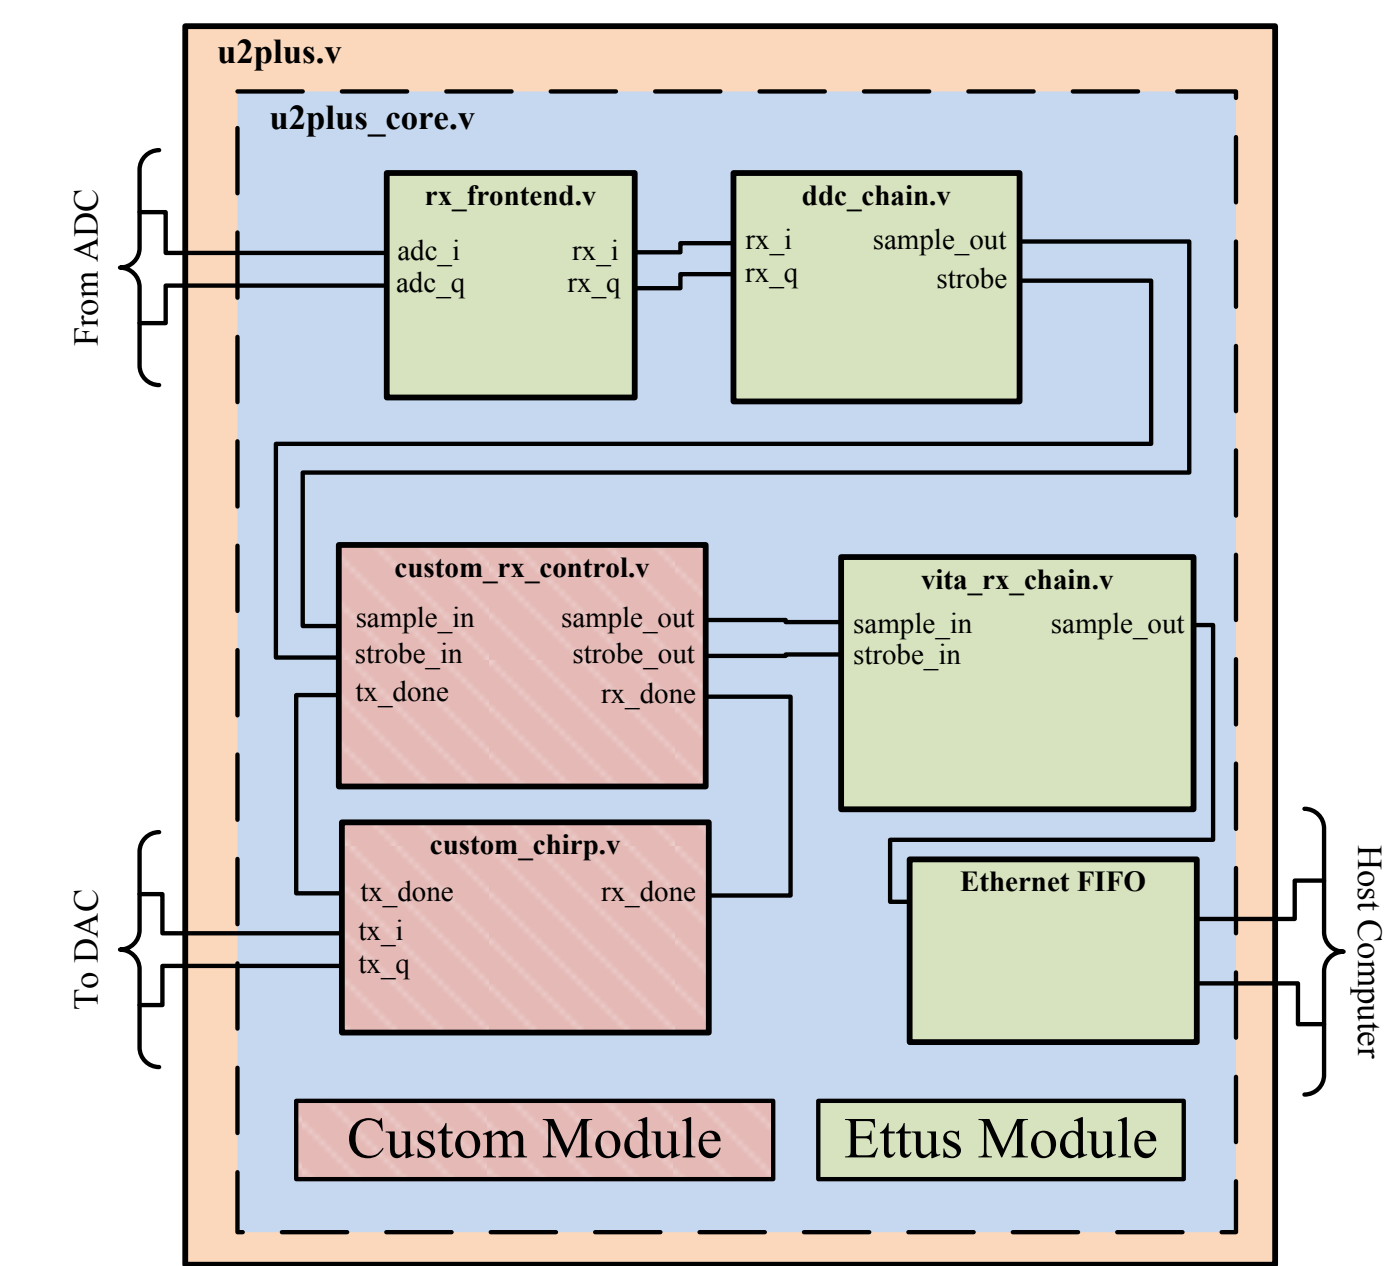 u2plus.v
u2plus_core.v
From ADC
rx_frontend.v
adc_i
rx_i
adc_q
rx_q
ddc_chain.v
rx_i
sample_out
rx_q
strobe
custom_rx_control.v
sample_in
sample_out
strobe_in
strobe_out
tx_done
rx_done
vita_rx_chain.v
sample_in
sample_out
strobe_in
To DAC
custom_chirp.v
tx_done
rx_done
tx_i
tx_q
Ethernet FIFO
Host Computer
Custom Module
Ettus Module